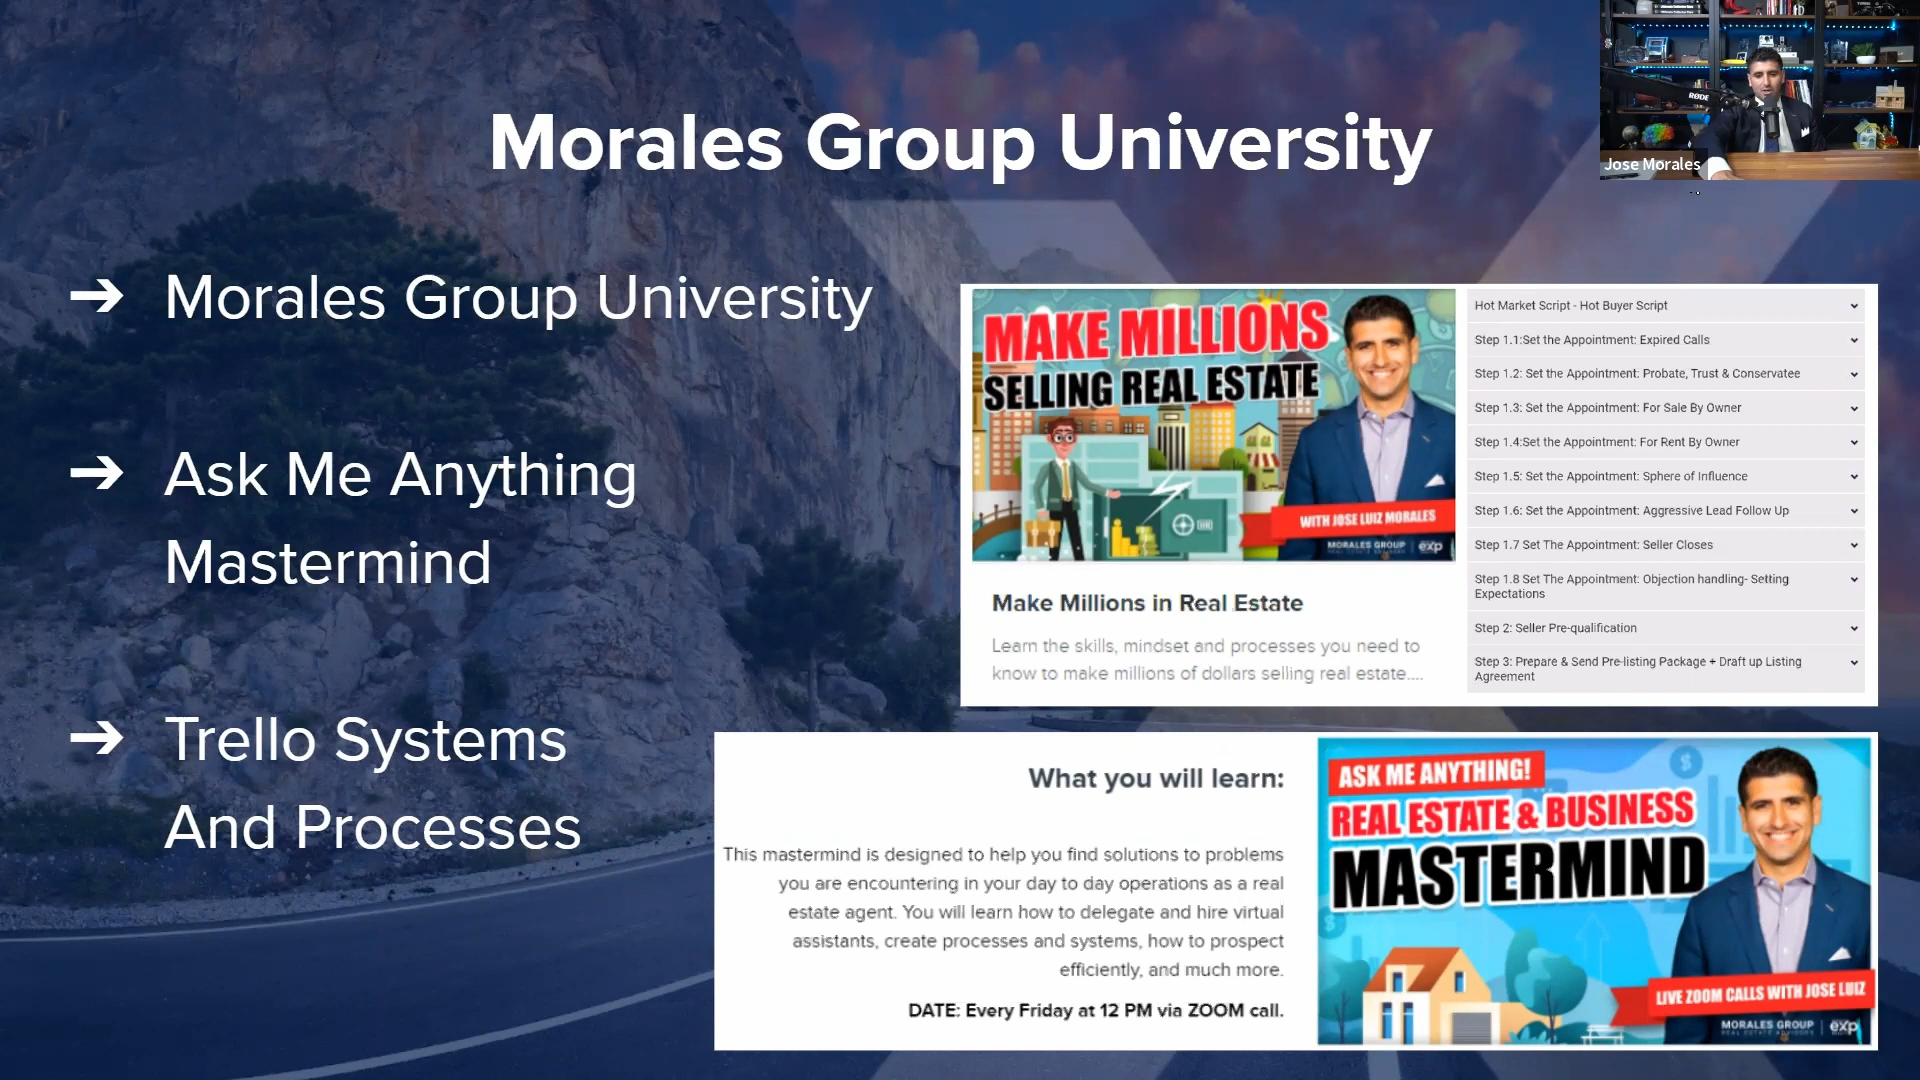 Morales Group University
RØDE
Jose Morales
→ Morales Group University
→ Ask Me Anything
Mastermind
→ Trello Systems
And Processes
MAKE MILLIONS
SELLING REAL ESTATE
WITH JOSE LUIZ MORALES
MORALES GROUP
REAL ESTATE ADVISORS
exp
Make Millions in Real Estate
Learn the skills, mindset and processes you need to
know to make millions of dollars selling real estate....
Hot Market Script - Hot Buyer Script
Step 1.1:Set the Appointment: Expired Calls
Step 1.2: Set the Appointment: Probate, Trust & Conservatee
Step 1.3: Set the Appointment: For Sale By Owner
Step 1.4:Set the Appointment: For Rent By Owner
Step 1.5: Set the Appointment: Sphere of Influence
Step 1.6: Set the Appointment: Aggressive Lead Follow Up
Step 1.7 Set The Appointment: Seller Closes
Step 1.8 Set The Appointment: Objection handling- Setting
Expectations
Step 2: Seller Pre-qualification
Step 3: Prepare & Send Pre-listing Package + Draft up Listing
Agreement
What you will learn:
This mastermind is designed to help you find solutions to problems
you are encountering in your day to day operations as a real
estate agent. You will learn how to delegate and hire virtual
assistants, create processes and systems, how to prospect
efficiently, and much more.
DATE: Every Friday at 12 PM via ZOOM call.
ASK ME ANYTHING!
REAL ESTATE & BUSINESS
MASTERMIND
LIVE ZOOM CALLS WITH JOSE LUIZ
MORALES GROUP
REAL ESTATE ADVISORS
exp